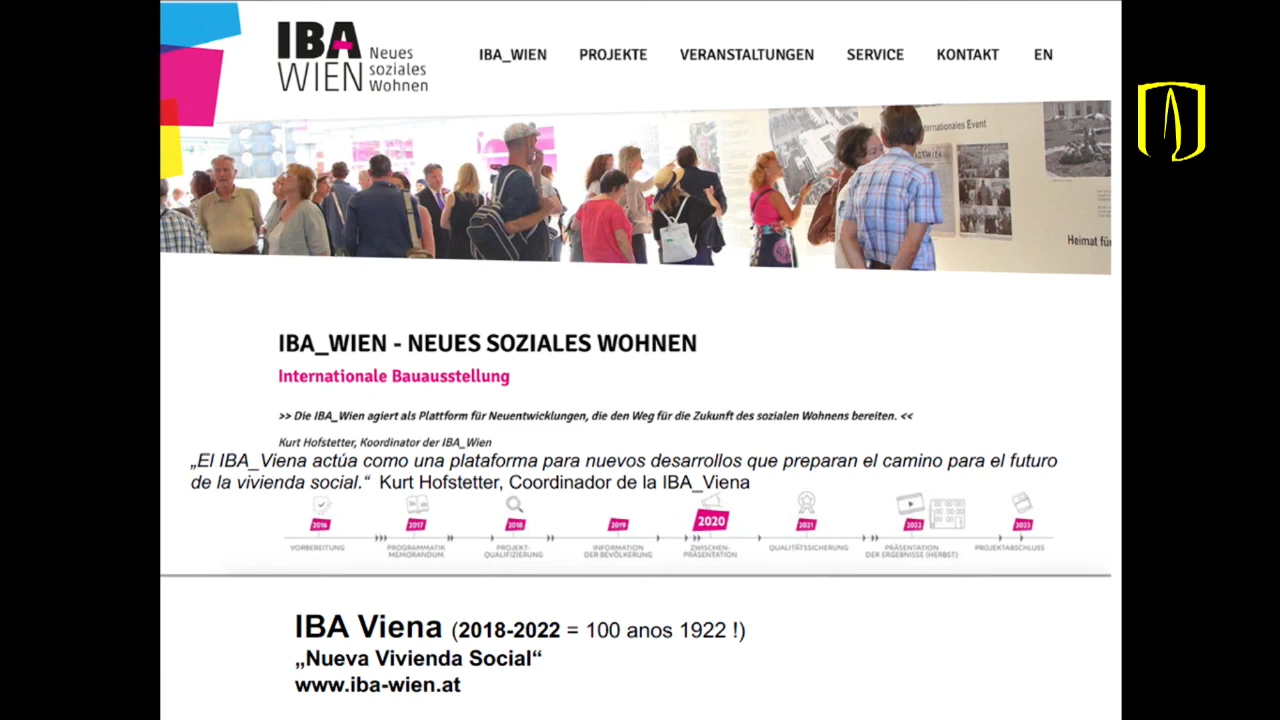 IBA
WIEN
Neues
soziales
Wohnen
IBA_WIEN PROJEKTE VERANSTALTUNGEN SERVICE KONTAKT EN
ternationales Event
Heimat für
IBA_WIEN - NEUES SOZIALES WOHNEN
Internationale Bauausstellung
>> Die IBA_Wien agiert als Plattform für Neuentwicklungen, die den Weg für die Zukunft des sozialen Wohnens bereiten. <<
Kurt Hofstetter, Koordinator der IBA_Wien
„El IBA_Viena actúa como una plataforma para nuevos desarrollos que preparan el camino para el futuro
de la vivienda social.“ Kurt Hofstetter, Coordinador de la IBA_Viena
2016 2017 2018 2019 2020 2021 2022 2023
VORBEREITUNG PROGRAMMATIK PROJEKT- INFORMATION ZWISCHEN- QUALITÄTSSICHERUNG PRÄSENTATION PROJEKTABSCHLUSS
MEMORANDUM QUALIFIZIERUNG DER BEVÖLKERUNG PRÄSENTATION DER ERGEBNISSE (HERBST)
IBA Viena (2018-2022 = 100 anos 1922 !)
„Nueva Vivienda Social“
www.iba-wien.at